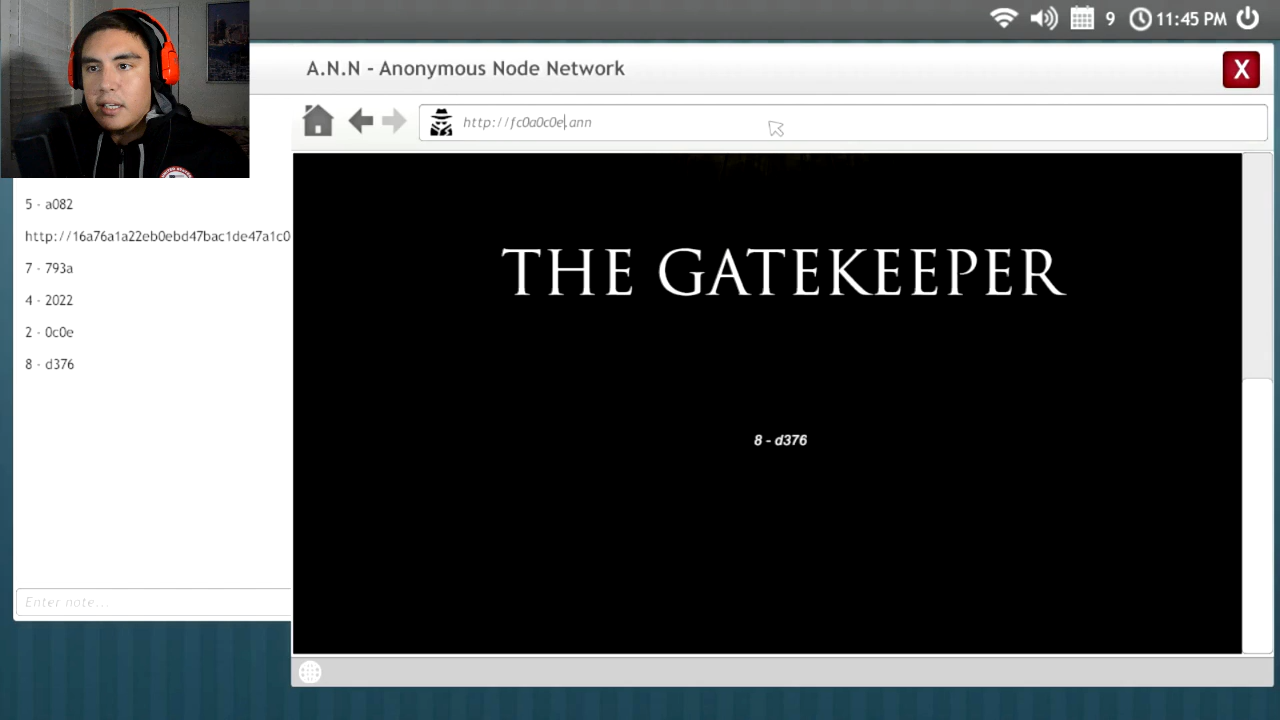 9 11:45 PM
A.N.N - Anonymous Node Network
X
http://fc0a0c0e.ann
5 - a082
http://16a76a1a22eb0ebd47bac1de47a1c0
7 - 793a
4 - 2022
2 - 0c0e
8 - d376
THE GATEKEEPER
8 - d376
Enter note...